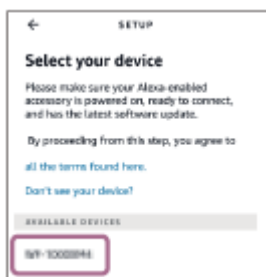 SETUP
Select your device
Please make sure your Alexa-enabled
accessory is powered on, ready to connect,
and has the latest software update.
By proceeding from this step, you agree to
all the terms found here.
Don't see your device?
AVAILABLE DEVICES